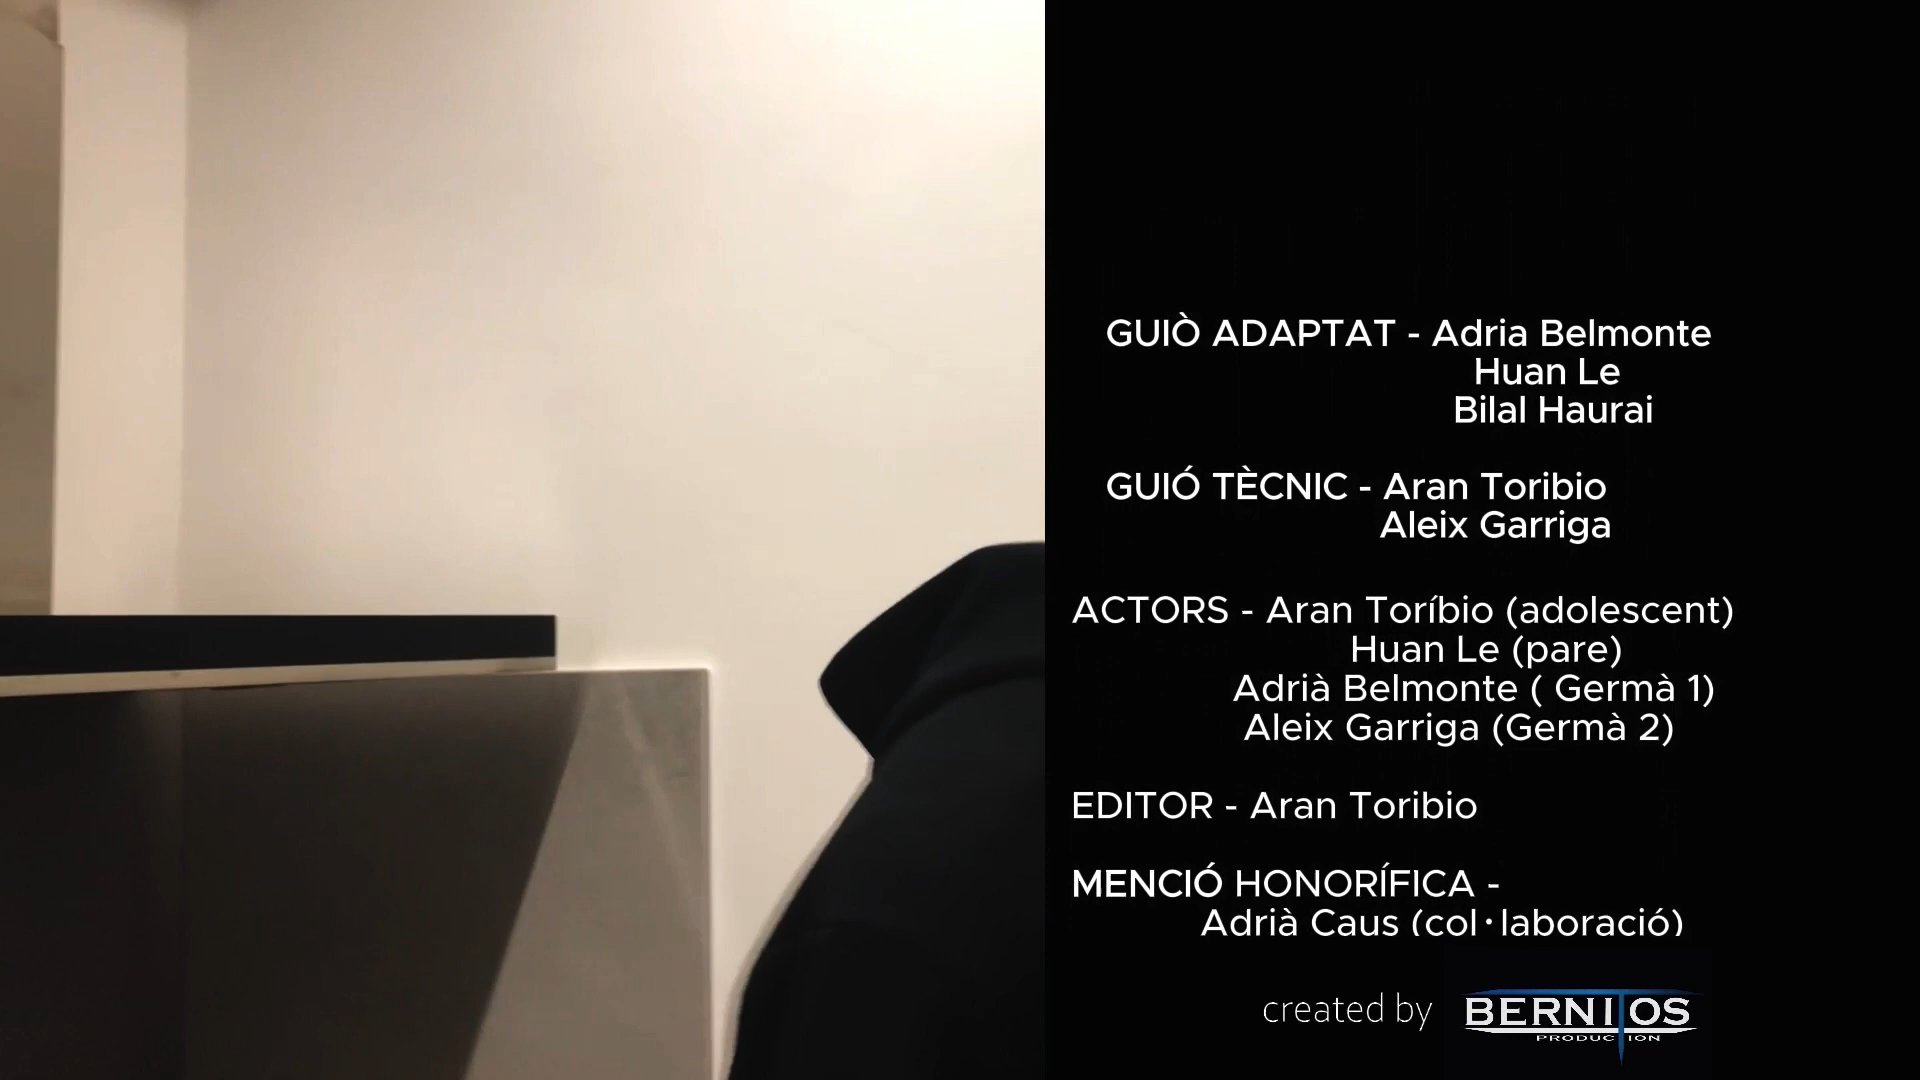 GUIÒ ADAPTAT - Adria Belmonte
Huan Le
Bilal Haurai
GUIÓ TÈCNIC - Aran Toribio
Aleix Garriga
ACTORS - Aran Toríbio (adolescent)
Huan Le (pare)
Adrià Belmonte ( Germà 1)
Aleix Garriga (Germà 2)
EDITOR - Aran Toribio
MENCIÓ HONORÍFICA -
Adrià Caus (col·laboració)
created by BERNITOS
PRODUCTION